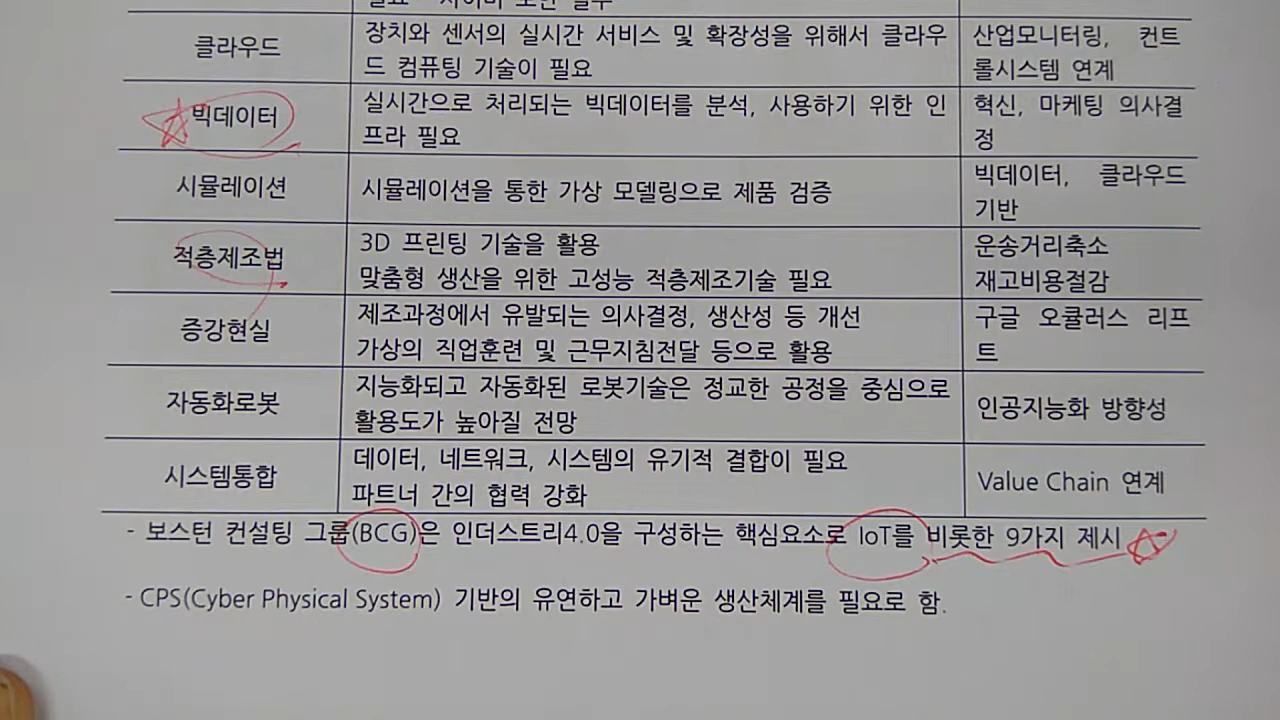 클라우드
장치와 센서의 실시간 서비스 및 확장성을 위해서 클라우
드 컴퓨팅 기술이 필요
산업모니터링, 컨트
롤시스템 연계
빅데이터
실시간으로 처리되는 빅데이터를 분석, 사용하기 위한 인
프라 필요
혁신, 마케팅 의사결
정
시뮬레이션
시뮬레이션을 통한 가상 모델링으로 제품 검증
빅데이터, 클라우드
기반
적층제조법
3D 프린팅 기술을 활용
맞춤형 생산을 위한 고성능 적층제조기술 필요
운송거리축소
재고비용절감
증강현실
제조과정에서 유발되는 의사결정, 생산성 등 개선
가상의 직업훈련 및 근무지침전달 등으로 활용
구글 오큘러스 리프
트
자동화로봇
지능화되고 자동화된 로봇기술은 정교한 공정을 중심으로
활용도가 높아질 전망
인공지능화 방향성
시스템통합
데이터, 네트워크, 시스템의 유기적 결합이 필요
파트너 간의 협력 강화
Value Chain 연계
- 보스턴 컨설팅 그룹(BCG)은 인더스트리4.0을 구성하는 핵심요소로 IoT를 비롯한 9가지 제시
- CPS(Cyber Physical System) 기반의 유연하고 가벼운 생산체계를 필요로 함.